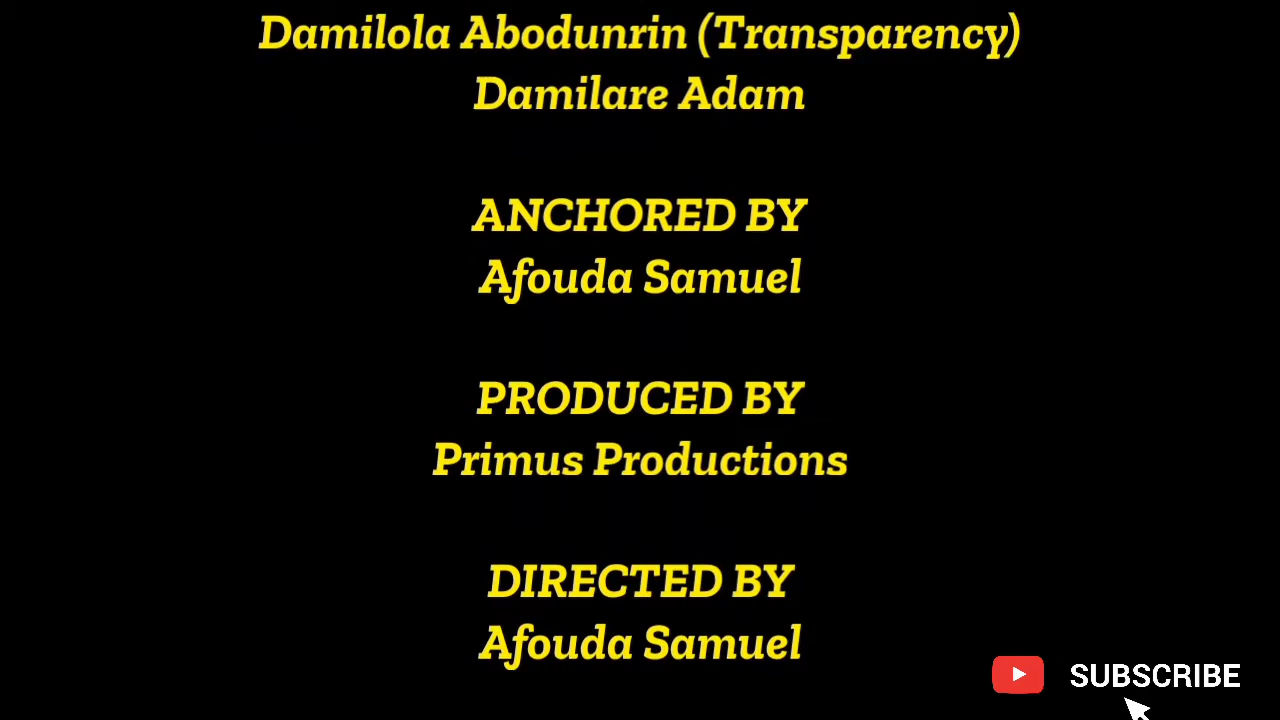 Damilola Abodunrin (Transparency)
Damilare Adam
ANCHORED BY
Afouda Samuel
PRODUCED BY
Primus Productions
DIRECTED BY
Afouda Samuel
SUBSCRIBE